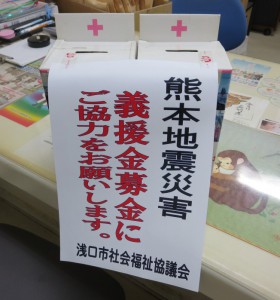 熊本地震災害
義援金募金に
ご協力をお願いします。
浅口市社会福祉協議会